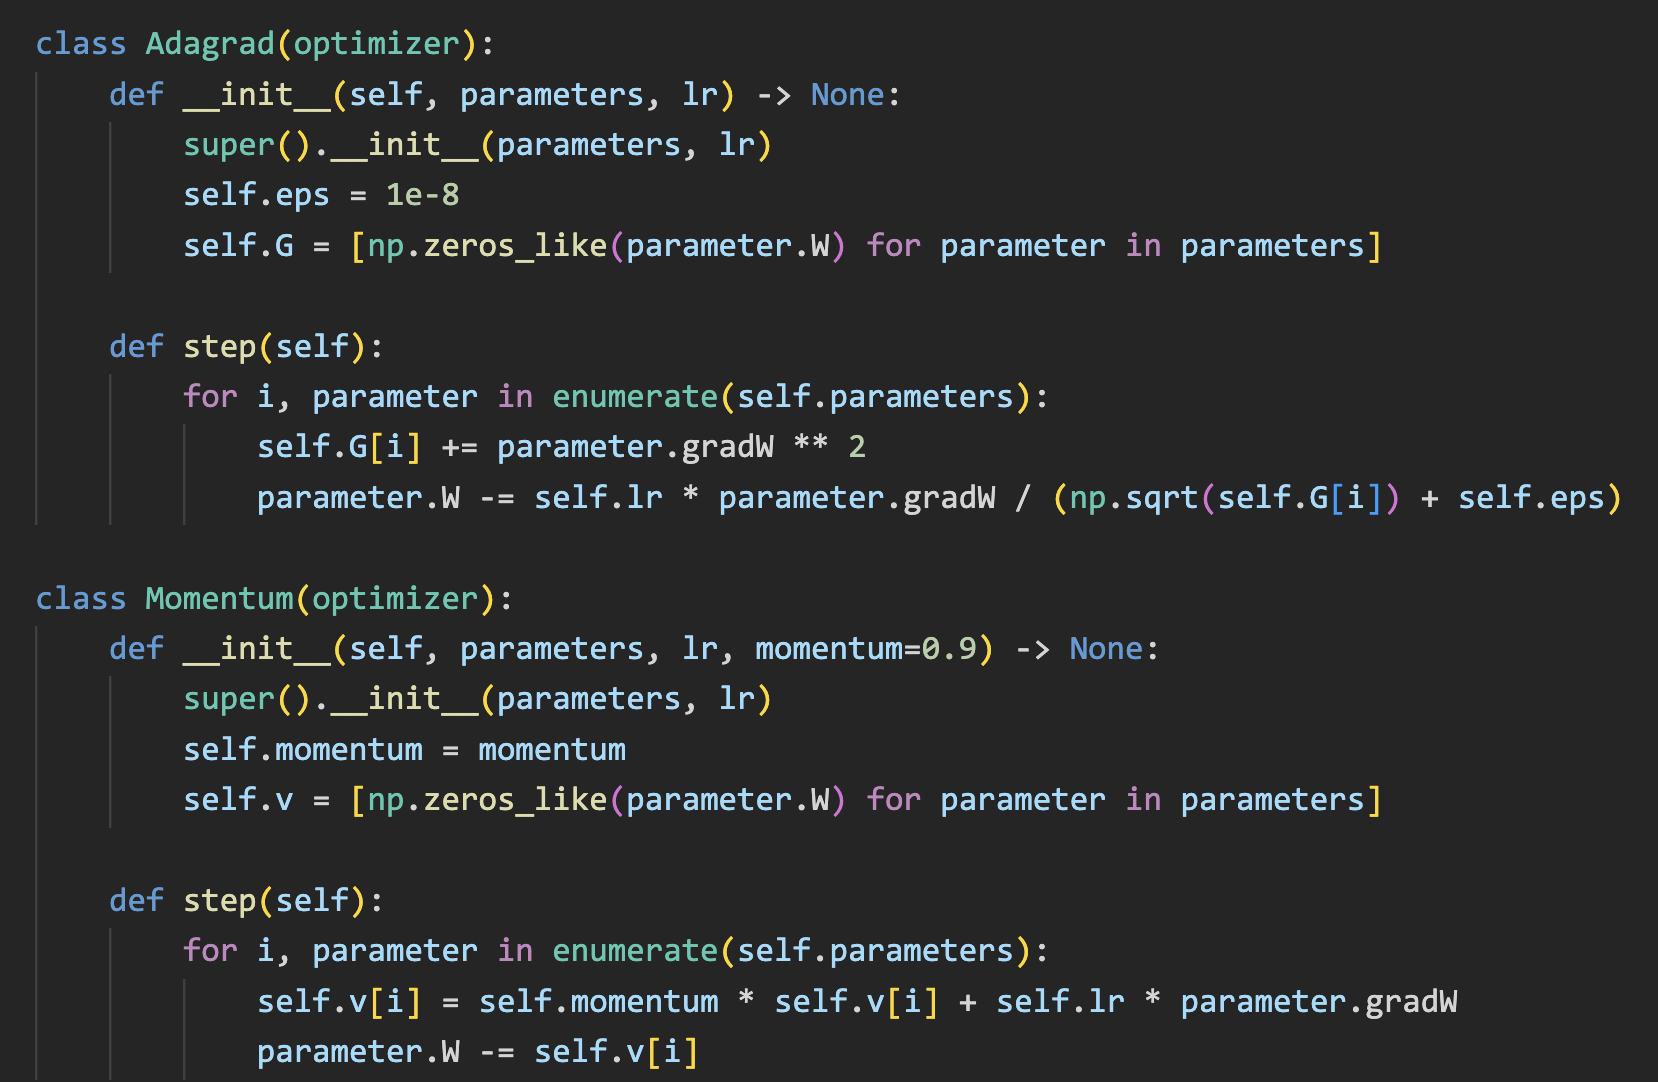 class Adagrad(optimizer):
    def __init__(self, parameters, lr) -> None:
        super().__init__(parameters, lr)
        self.eps = 1e-8
        self.G = [np.zeros_like(parameter.W) for parameter in parameters]

    def step(self):
        for i, parameter in enumerate(self.parameters):
            self.G[i] += parameter.gradW ** 2
            parameter.W -= self.lr * parameter.gradW / (np.sqrt(self.G[i]) + self.eps)

class Momentum(optimizer):
    def __init__(self, parameters, lr, momentum=0.9) -> None:
        super().__init__(parameters, lr)
        self.momentum = momentum
        self.v = [np.zeros_like(parameter.W) for parameter in parameters]

    def step(self):
        for i, parameter in enumerate(self.parameters):
            self.v[i] = self.momentum * self.v[i] + self.lr * parameter.gradW
            parameter.W -= self.v[i]